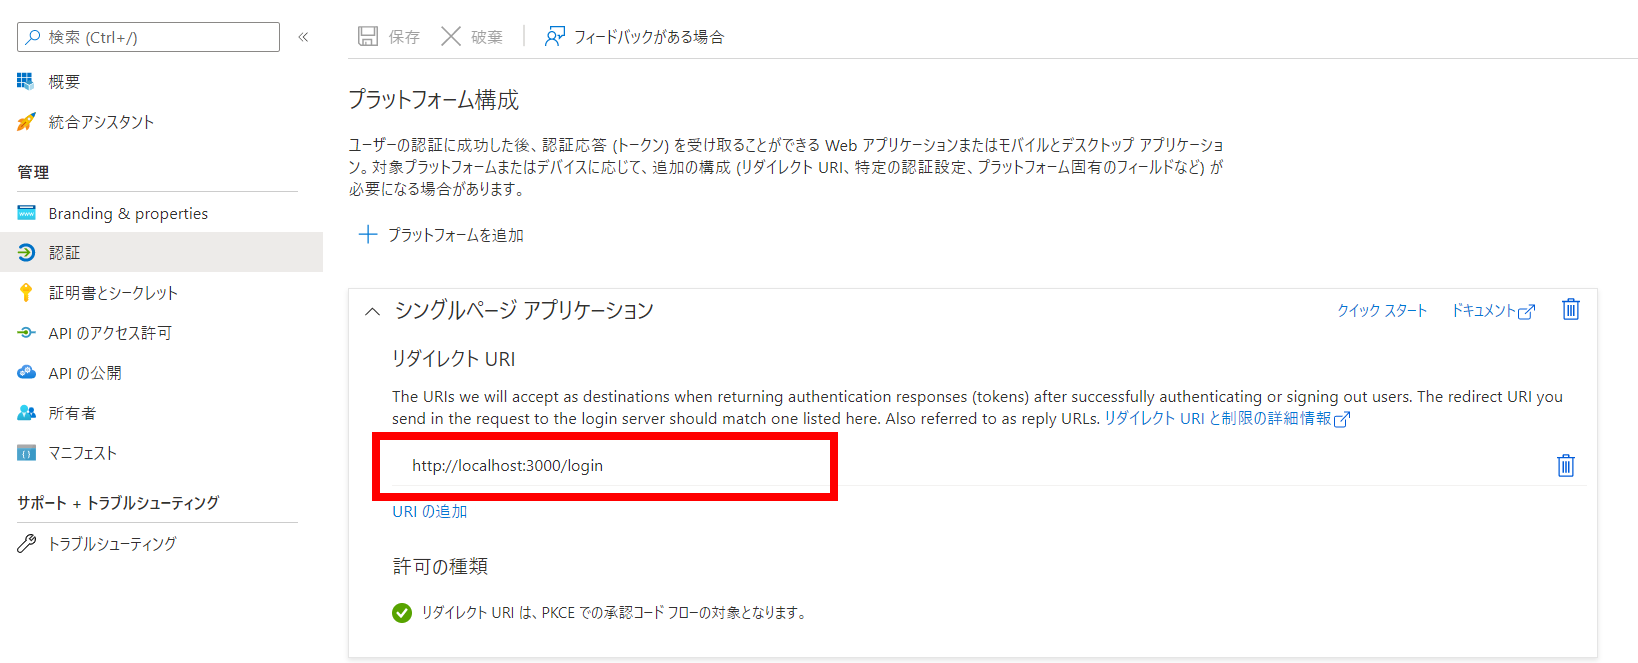 検索 (Ctrl+/)
«
保存
破棄
フィードバックがある場合
概要
統合アシスタント
管理
Branding & properties
認証
証明書とシークレット
API のアクセス許可
API の公開
所有者
マニフェスト
サポート + トラブルシューティング
トラブルシューティング
プラットフォーム構成
ユーザーの認証に成功した後、認証応答 (トークン) を受け取ることができる Web アプリケーションまたはモバイルとデスクトップ アプリケーショ
ン。対象プラットフォームまたはデバイスに応じて、追加の構成 (リダイレクト URI、特定の認証設定、プラットフォーム固有のフィールドなど) が
必要になる場合があります。
プラットフォームを追加
シングルページ アプリケーション
クイック スタート
ドキュメント
リダイレクト URI
The URIs we will accept as destinations when returning authentication responses (tokens) after successfully authenticating or signing out users. The redirect URI you
send in the request to the login server should match one listed here. Also referred to as reply URLs. リダイレクト URI と制限の詳細情報
http://localhost:3000/login
URI の追加
許可の種類
リダイレクト URI は、PKCE での承認コード フローの対象となります。